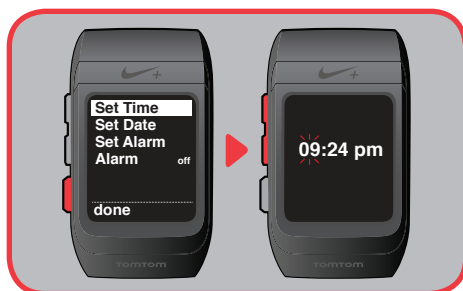 Set Time
Set Date
Set Alarm
Alarm off
done
TOMTOM
09:24 pm
TOMTOM